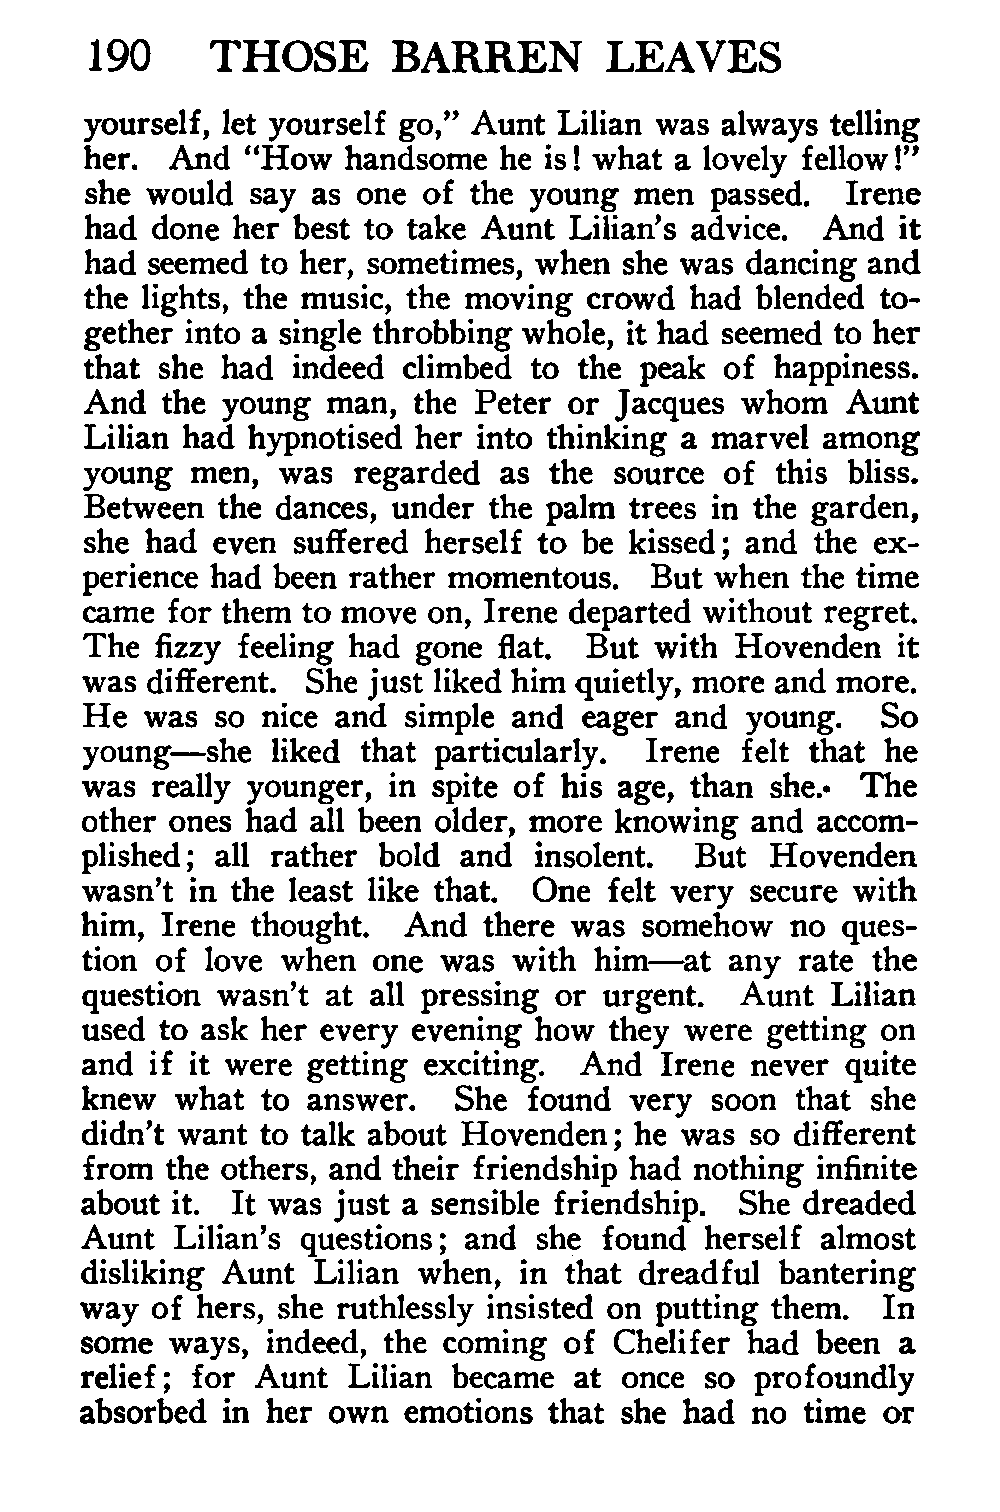 190 THOSE BARREN LEAVES
yourself, let yourself go,” Aunt Lilian was always telling
her. And “How handsome he is! what a lovely fellow!”
she would say as one of the young men passed. Irene
had done her best to take Aunt Lilian’s advice. And it
had seemed to her, sometimes, when she was dancing and
the lights, the music, the moving crowd had blended to-
gether into a single throbbing whole, it had seemed to her
that she had indeed climbed to the peak of happiness.
And the young man, the Peter or Jacques whom Aunt
Lilian had hypnotised her into thinking a marvel among
young men, was regarded as the source of this bliss.
Between the dances, under the palm trees in the garden,
she had even suffered herself to be kissed; and the ex-
perience had been rather momentous. But when the time
came for them to move on, Irene departed without regret.
The fizzy feeling had gone flat. But with Hovenden it
was different. She just liked him quietly, more and more.
He was so nice and simple and eager and young. So
young—she liked that particularly. Irene felt that he
was really younger, in spite of his age, than she. The
other ones had all been older, more knowing and accom-
plished; all rather bold and insolent. But Hovenden
wasn’t in the least like that. One felt very secure with
him, Irene thought. And there was somehow no ques-
tion of love when one was with him—at any rate the
question wasn’t at all pressing or urgent. Aunt Lilian
used to ask her every evening how they were getting on
and if it were getting exciting. And Irene never quite
knew what to answer. She found very soon that she
didn’t want to talk about Hovenden; he was so different
from the others, and their friendship had nothing infinite
about it. It was just a sensible friendship. She dreaded
Aunt Lilian’s questions; and she found herself almost
disliking Aunt Lilian when, in that dreadful bantering
way of hers, she ruthlessly insisted on putting them. In
some ways, indeed, the coming of Chelifer had been a
relief; for Aunt Lilian became at once so profoundly
absorbed in her own emotions that she had no time or